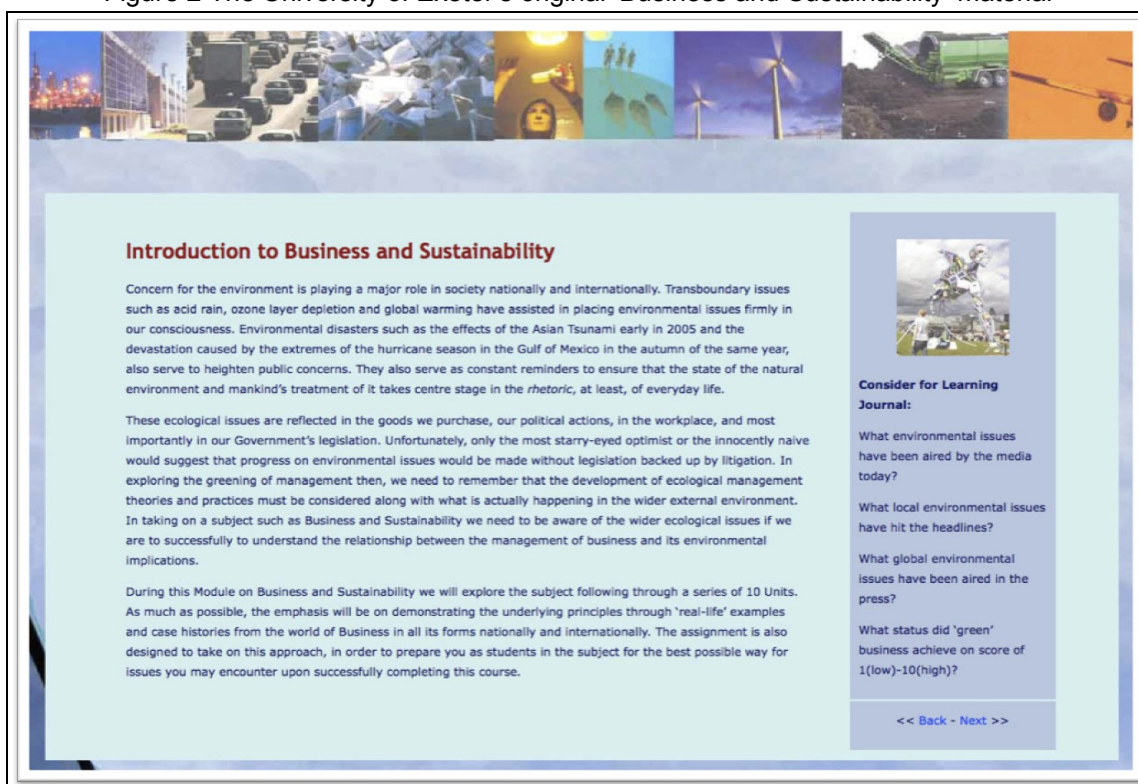 Figure 2 The University of Exeter's original 'Business and Sustainability' material
Introduction to Business and Sustainability
Concern for the environment is playing a major role in society nationally and internationally. Transboundary issues
such as acid rain, ozone layer depletion and global warming have assisted in placing environmental issues firmly in
our consciousness. Environmental disasters such as the effects of the Asian Tsunami early in 2005 and the
devastation caused by the extremes of the hurricane season in the Gulf of Mexico in the autumn of the same year,
also serve to heighten public concerns. They also serve as constant reminders to ensure that the state of the natural
environment and mankind's treatment of it takes centre stage in the rhetoric, at least, of everyday life.
These ecological issues are reflected in the goods we purchase, our political actions, in the workplace, and most
importantly in our Government's legislation. Unfortunately, only the most starry-eyed optimist or the innocently naive
would suggest that progress on environmental issues would be made without legislation backed up by litigation. In
exploring the greening of management then, we need to remember that the development of ecological management
theories and practices must be considered along with what is actually happening in the wider external environment.
In taking on a subject such as Business and Sustainability we need to be aware of the wider ecological issues if we
are to successfully to understand the relationship between the management of business and its environmental
implications.
During this Module on Business and Sustainability we will explore the subject following through a series of 10 Units.
As much as possible, the emphasis will be on demonstrating the underlying principles through 'real-life' examples
and case histories from the world of Business in all its forms nationally and internationally. The assignment is also
designed to take on this approach, in order to prepare you as students in the subject for the best possible way for
issues you may encounter upon successfully completing this course.
Consider for Learning
Journal:
What environmental issues
have been aired by the media
today?
What local environmental issues
have hit the headlines?
What global environmental
issues have been aired in the
press?
What status did 'green'
business achieve on score of
1(low)-10(high)?
<< Back - Next >>